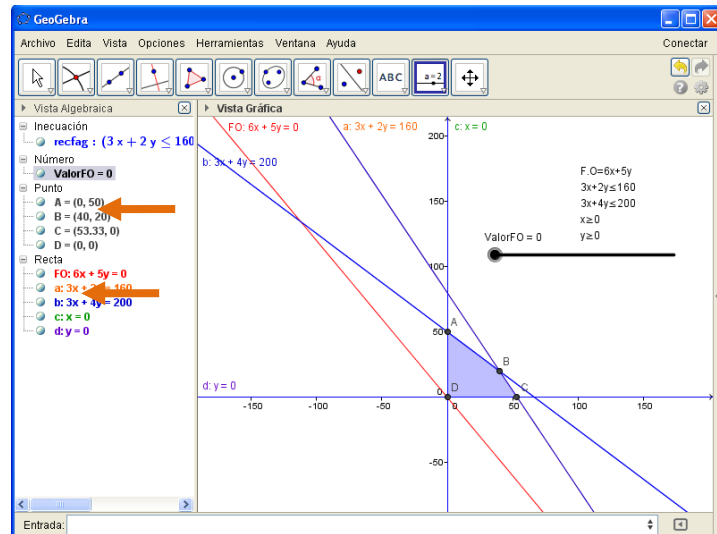 GeoGebra
Archivo Edita Vista Opciones Herramientas Ventana Ayuda Conectar
ABC a=2
Vista Algebraica
Inecuación
recfag : (3 x + 2 y ≤ 160
Número
ValorFO = 0
Punto
A = (0, 50)
B = (40, 20)
C = (53.33, 0)
D = (0, 0)
Recta
FO: 6x + 5y = 0
a: 3x + = 160
b: 3x + 4y = 200
c: x = 0
d: y = 0
Vista Gráfica
FO: 6x + 5y = 0 a: 3x + 2y = 160 c: x = 0
200
b: 3x + 4y = 200
F.O=6x+5y
3x+2y≤160
3x+4y≤200
x≥0
y≥0
150
ValorFO = 0
100
50
A
B
C
D
d: y = 0
0
-150 -100 -50 0 50 100 150
-50
Entrada: